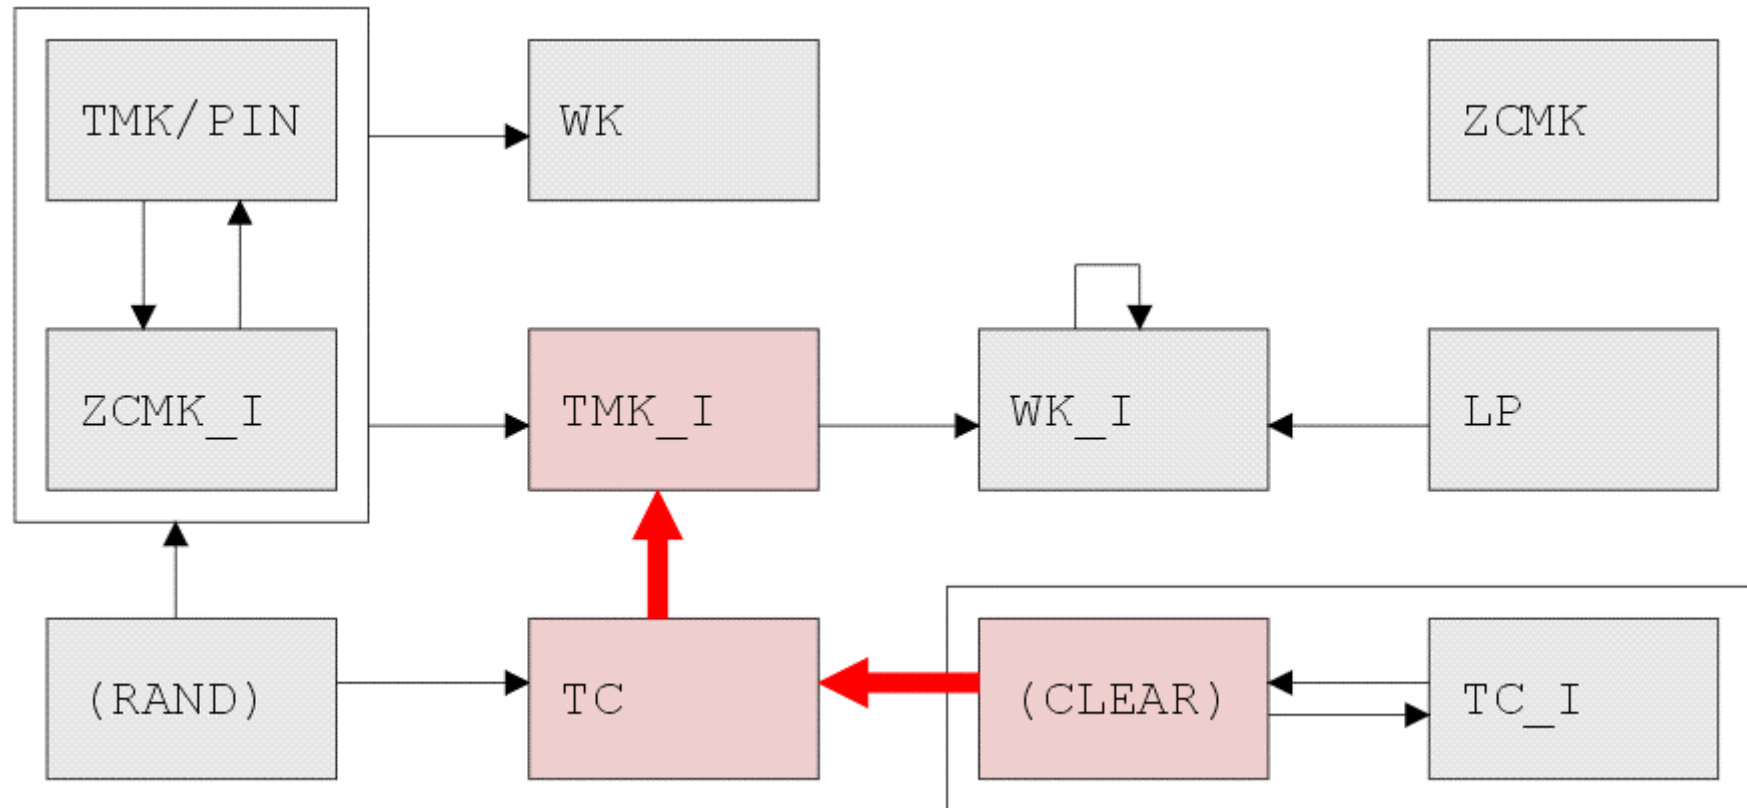 TMK/PIN
WK
ZCMK
ZCMK_I
TMK_I
WK_I
LP
(RAND)
TC
(CLEAR)
TC_I